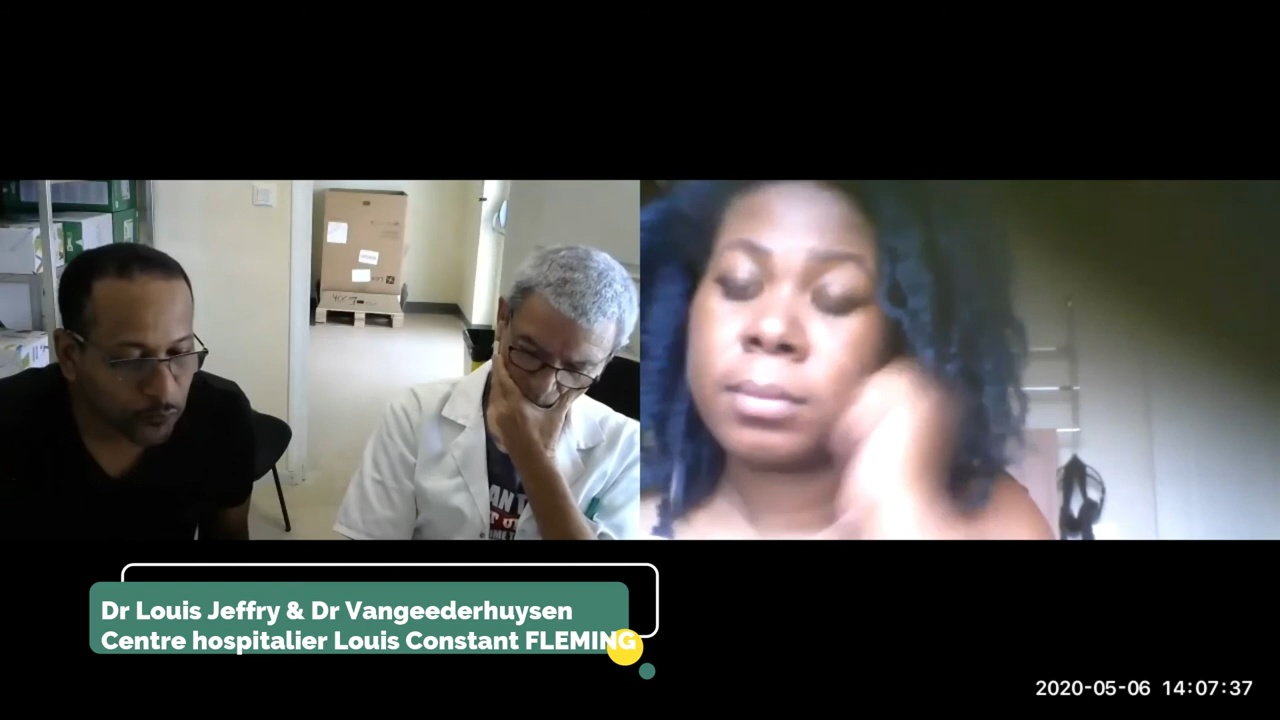 Dr Louis Jeffry & Dr Vangeederhuysen
Centre hospitalier Louis Constant FLEMING
2020-05-06 14:07:37